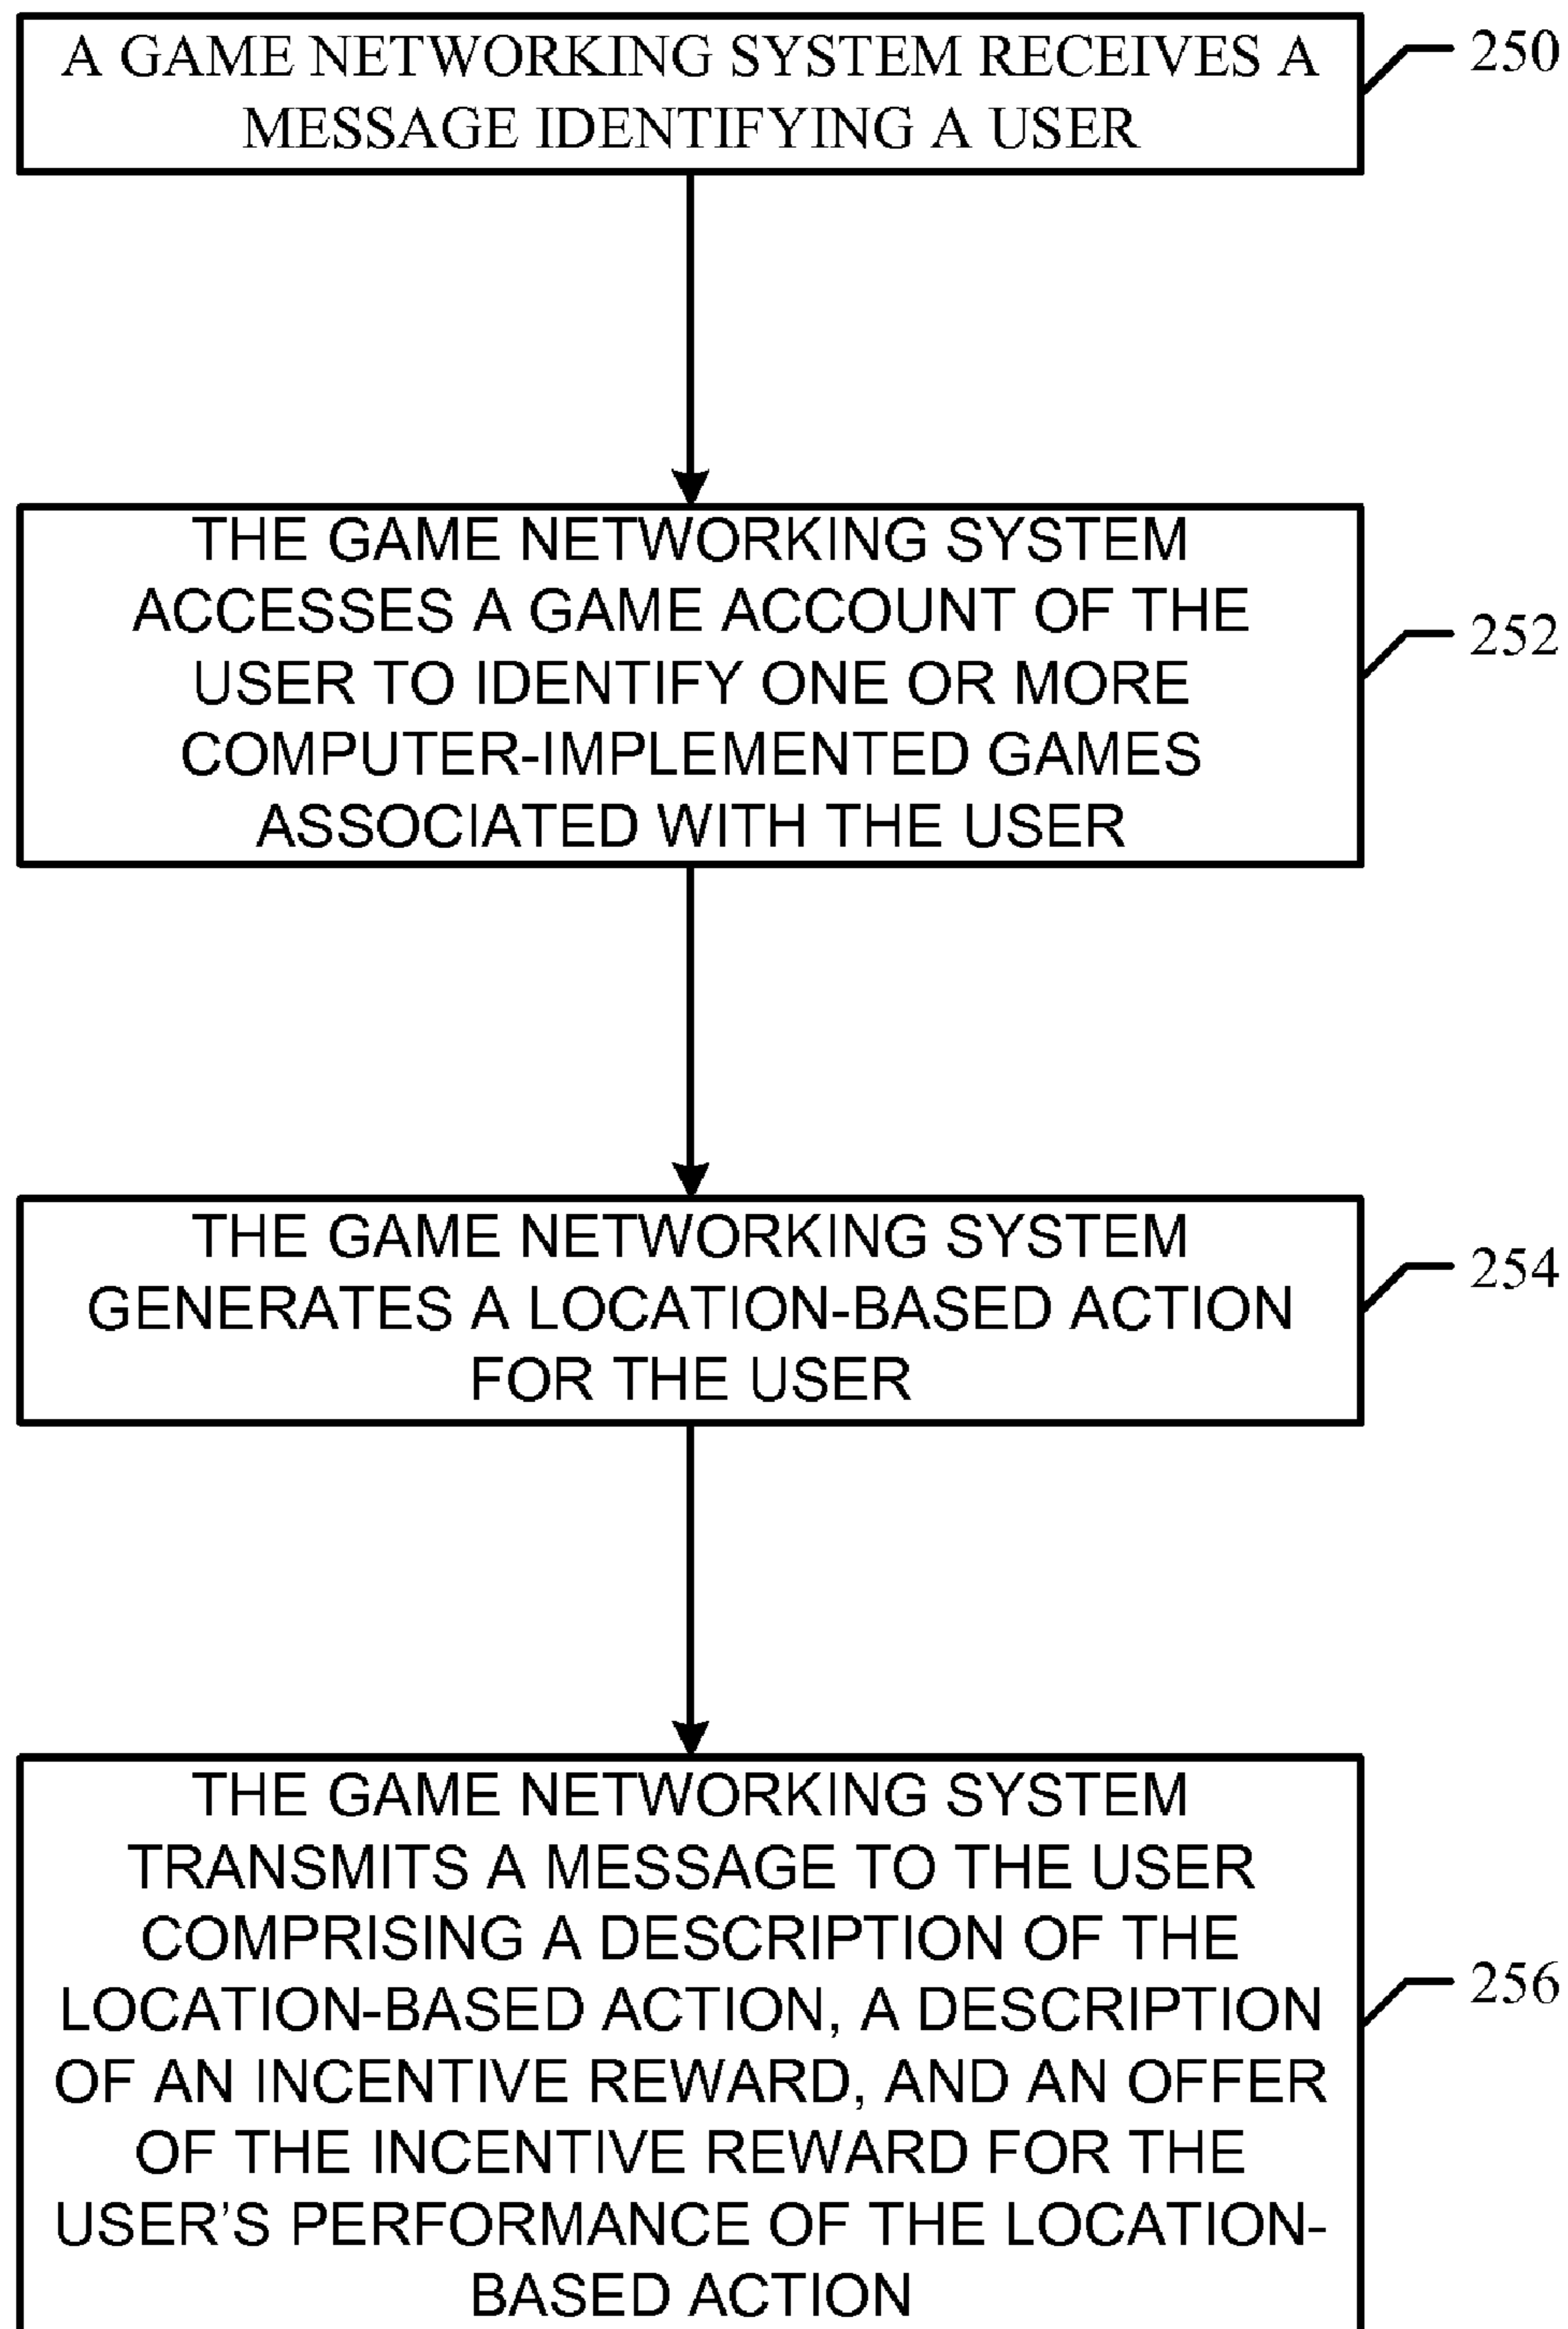 A GAME NETWORKING SYSTEM RECEIVES A
MESSAGE IDENTIFYING A USER
250
THE GAME NETWORKING SYSTEM
ACCESSES A GAME ACCOUNT OF THE
USER TO IDENTIFY ONE OR MORE
COMPUTER-IMPLEMENTED GAMES
ASSOCIATED WITH THE USER
252
THE GAME NETWORKING SYSTEM
GENERATES A LOCATION-BASED ACTION
FOR THE USER
254
THE GAME NETWORKING SYSTEM
TRANSMITS A MESSAGE TO THE USER
COMPRISING A DESCRIPTION OF THE
LOCATION-BASED ACTION, A DESCRIPTION
OF AN INCENTIVE REWARD, AND AN OFFER
OF THE INCENTIVE REWARD FOR THE
USER’S PERFORMANCE OF THE LOCATION-
BASED ACTION
256